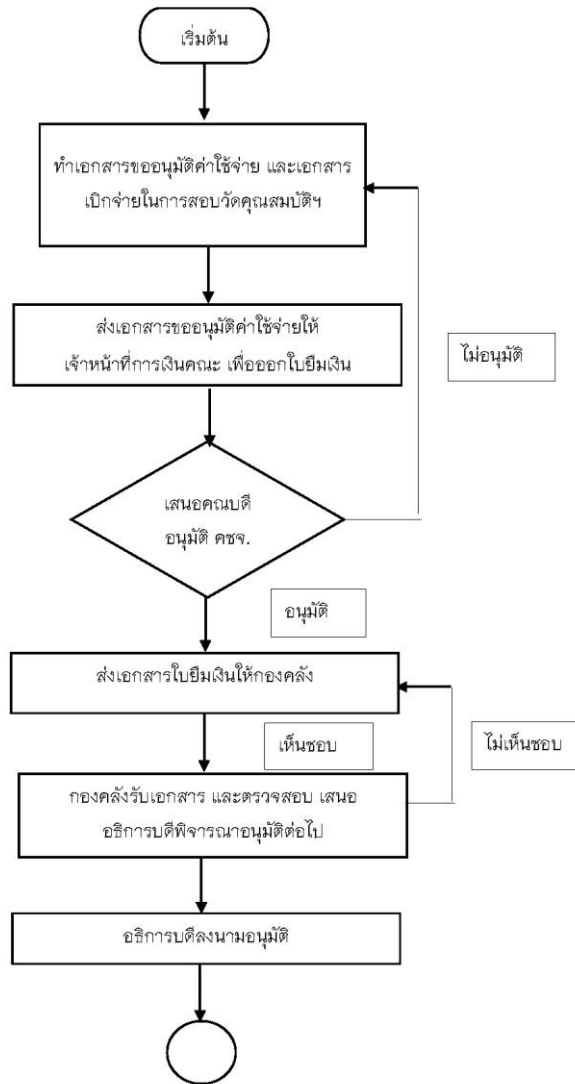 เริ่มต้น
ทำเอกสารขออนุมัติค่าใช้จ่าย และเอกสาร
เบิกจ่ายในการสอบวัดคุณสมบัติฯ
ส่งเอกสารขออนุมัติค่าใช้จ่ายให้
เจ้าหน้าที่การเงินคณะ เพื่อออกใบยืมเงิน
ไม่อนุมัติ
เสนอคณบดี
อนุมัติ คชจ.
อนุมัติ
ส่งเอกสารใบยืมเงินให้กองคลัง
เห็นชอบ
ไม่เห็นชอบ
กองคลังรับเอกสาร และตรวจสอบ เสนอ
อธิการบดีพิจารณาอนุมัติต่อไป
อธิการบดีลงนามอนุมัติ